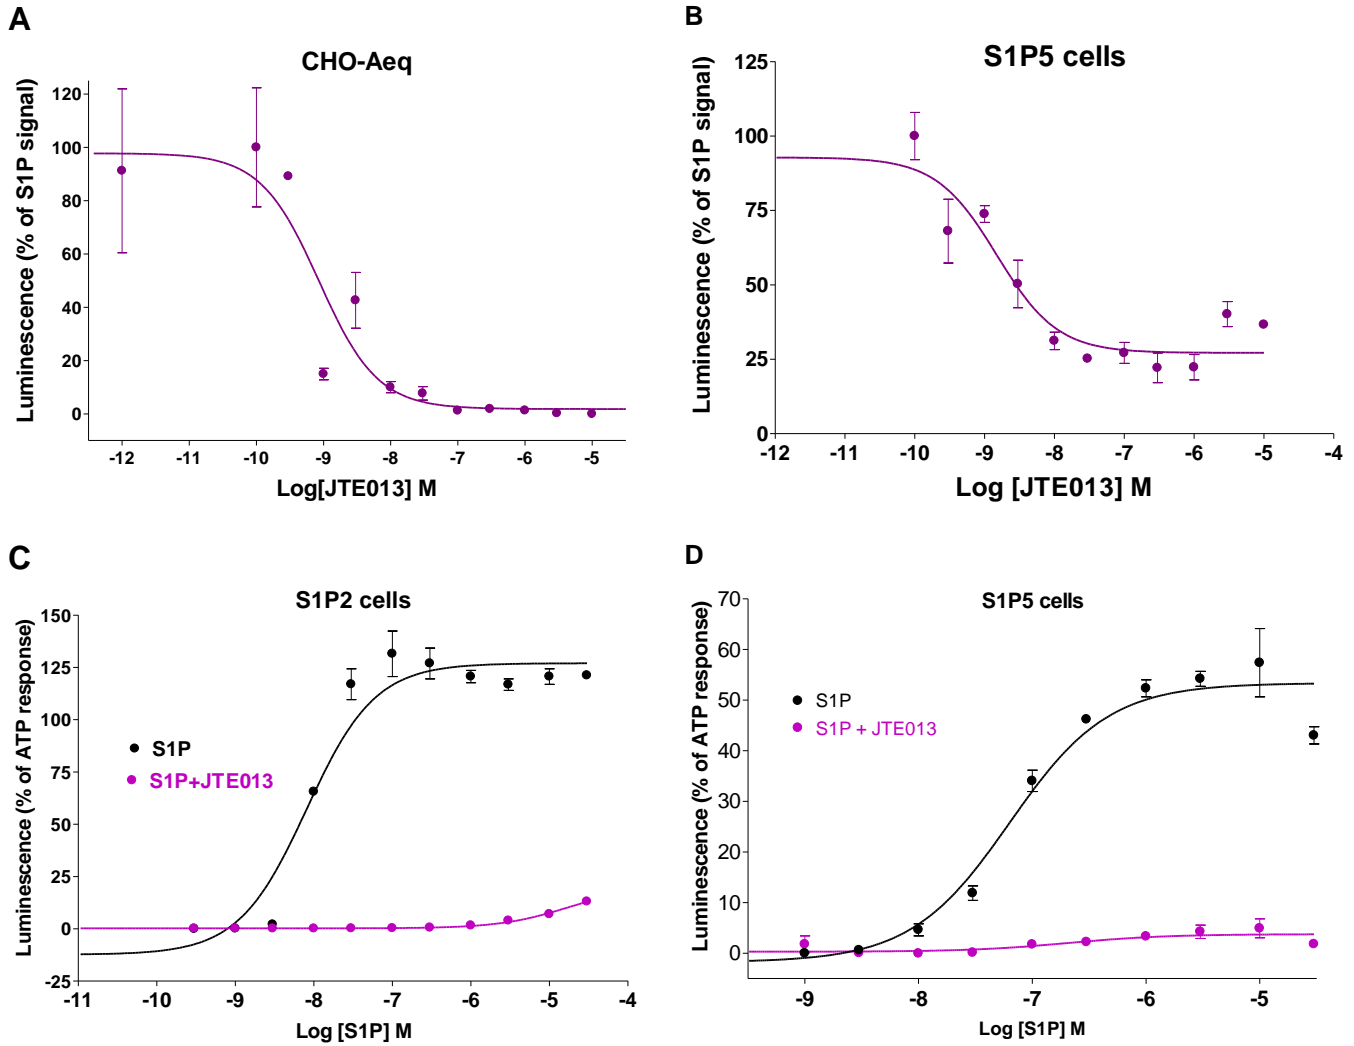 A
CHO-Aeq
Luminescence (% of S1P signal)
120
100
80
60
40
20
0
-12 -11 -10 -9 -8 -7 -6 -5
Log[JTE013] M
B
S1P5 cells
Luminescence (% of S1P signal)
125
100
75
50
25
0
-12 -11 -10 -9 -8 -7 -6 -5 -4
Log [JTE013] M
C
S1P2 cells
Luminescence (% of ATP response)
150
125
100
75
50
25
0
-25
S1P
S1P+JTE013
-11 -10 -9 -8 -7 -6 -5 -4
Log [S1P] M
D
S1P5 cells
Luminescence (% of ATP response)
70
60
50
40
30
20
10
0
S1P
S1P + JTE013
-9 -8 -7 -6 -5
Log [S1P] M